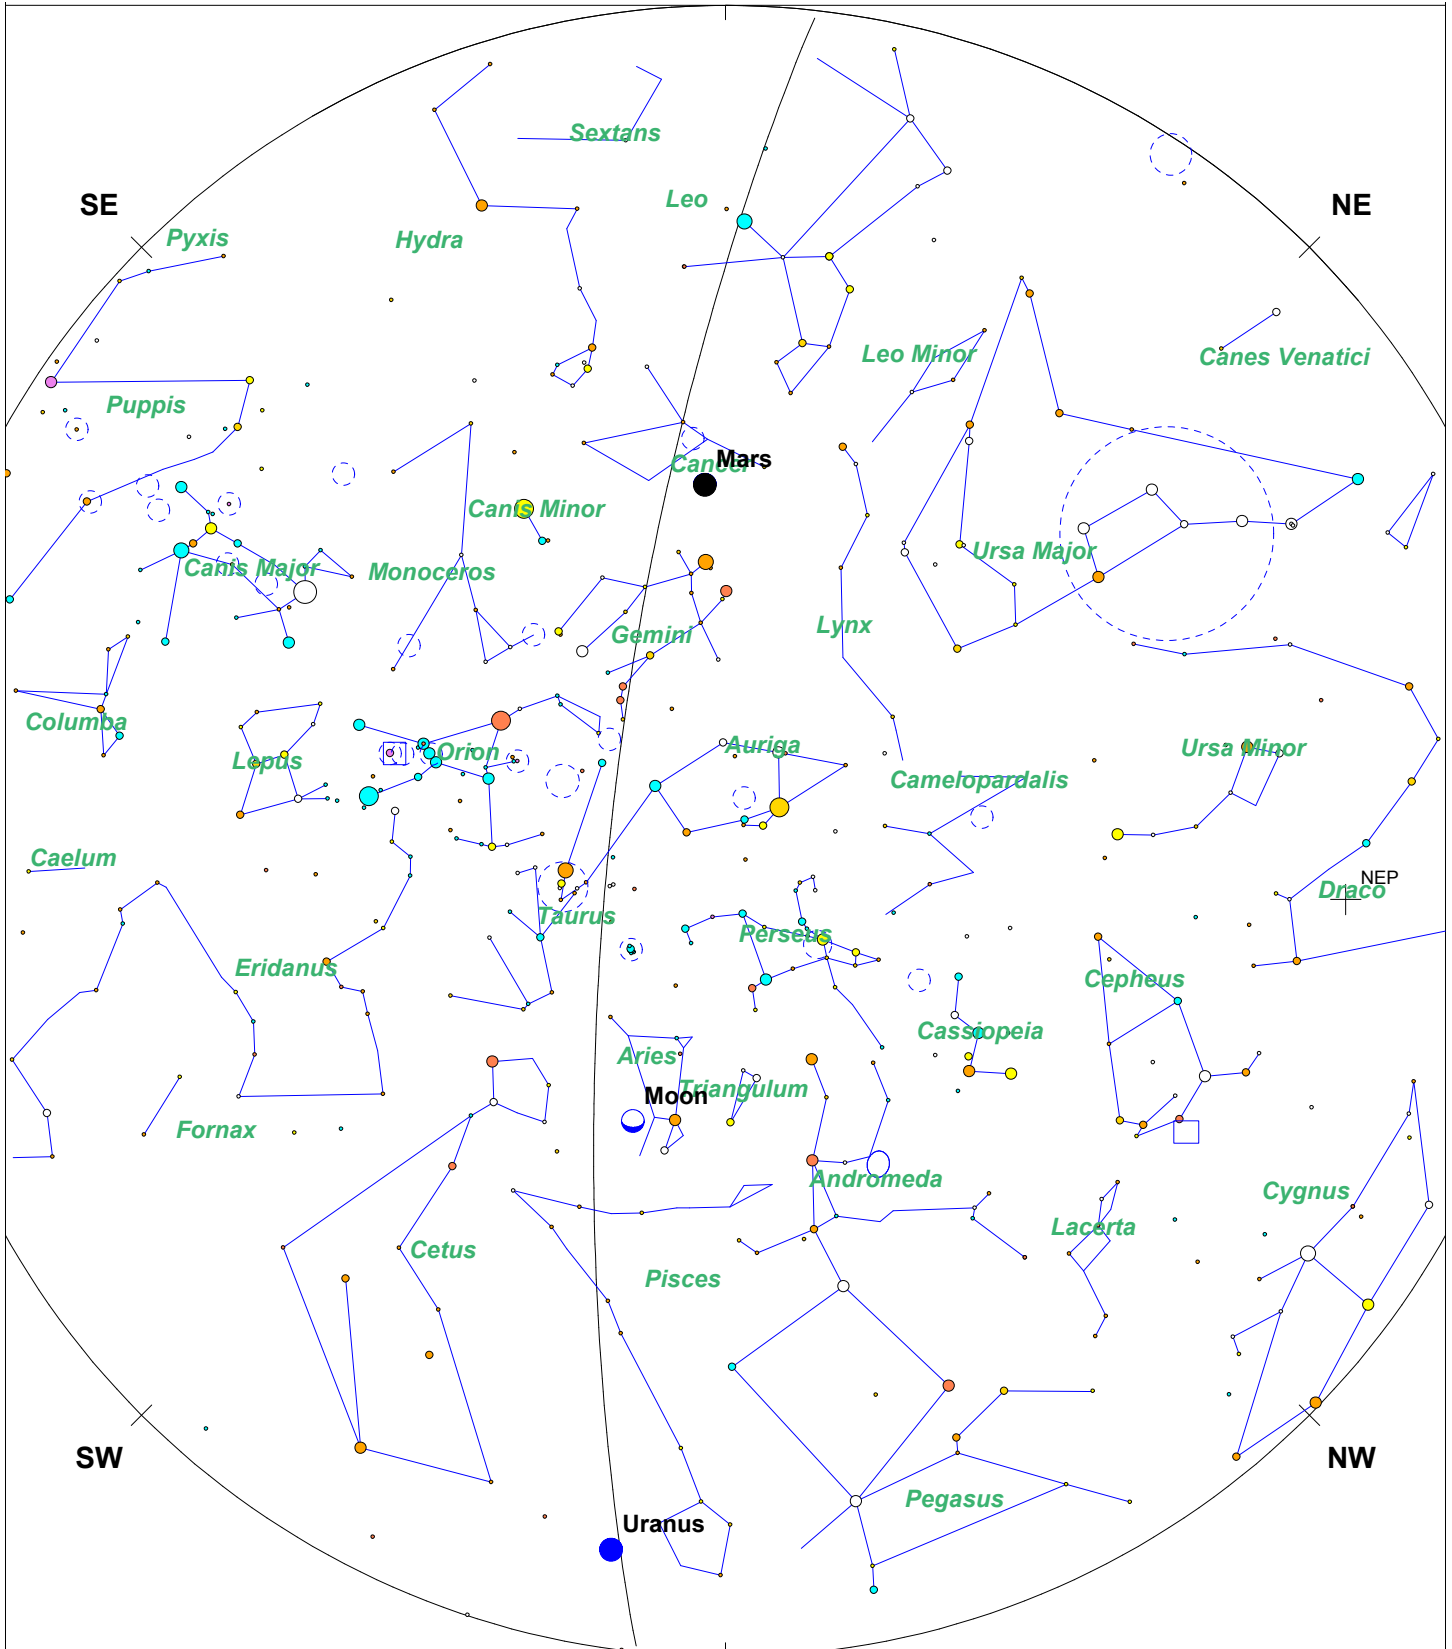 Sextans
Leo
SE
NE
Pyxis
Hydra
Leo Minor
Canes Venatici
Puppis
Mars
Cancer
Canis Minor
Ursa Major
Canis Major
Monoceros
Gemini
Lynx
Columba
Orion
Auriga
Ursa Minor
Lepus
Camelopardalis
Caelum
NEP
Draco
Taurus
Perseus
Eridanus
Cepheus
Cassiopeia
Aries
Triangulum
Moon
Fornax
Andromeda
Cygnus
Lacerta
Cetus
Pisces
SW
NW
Pegasus
Uranus